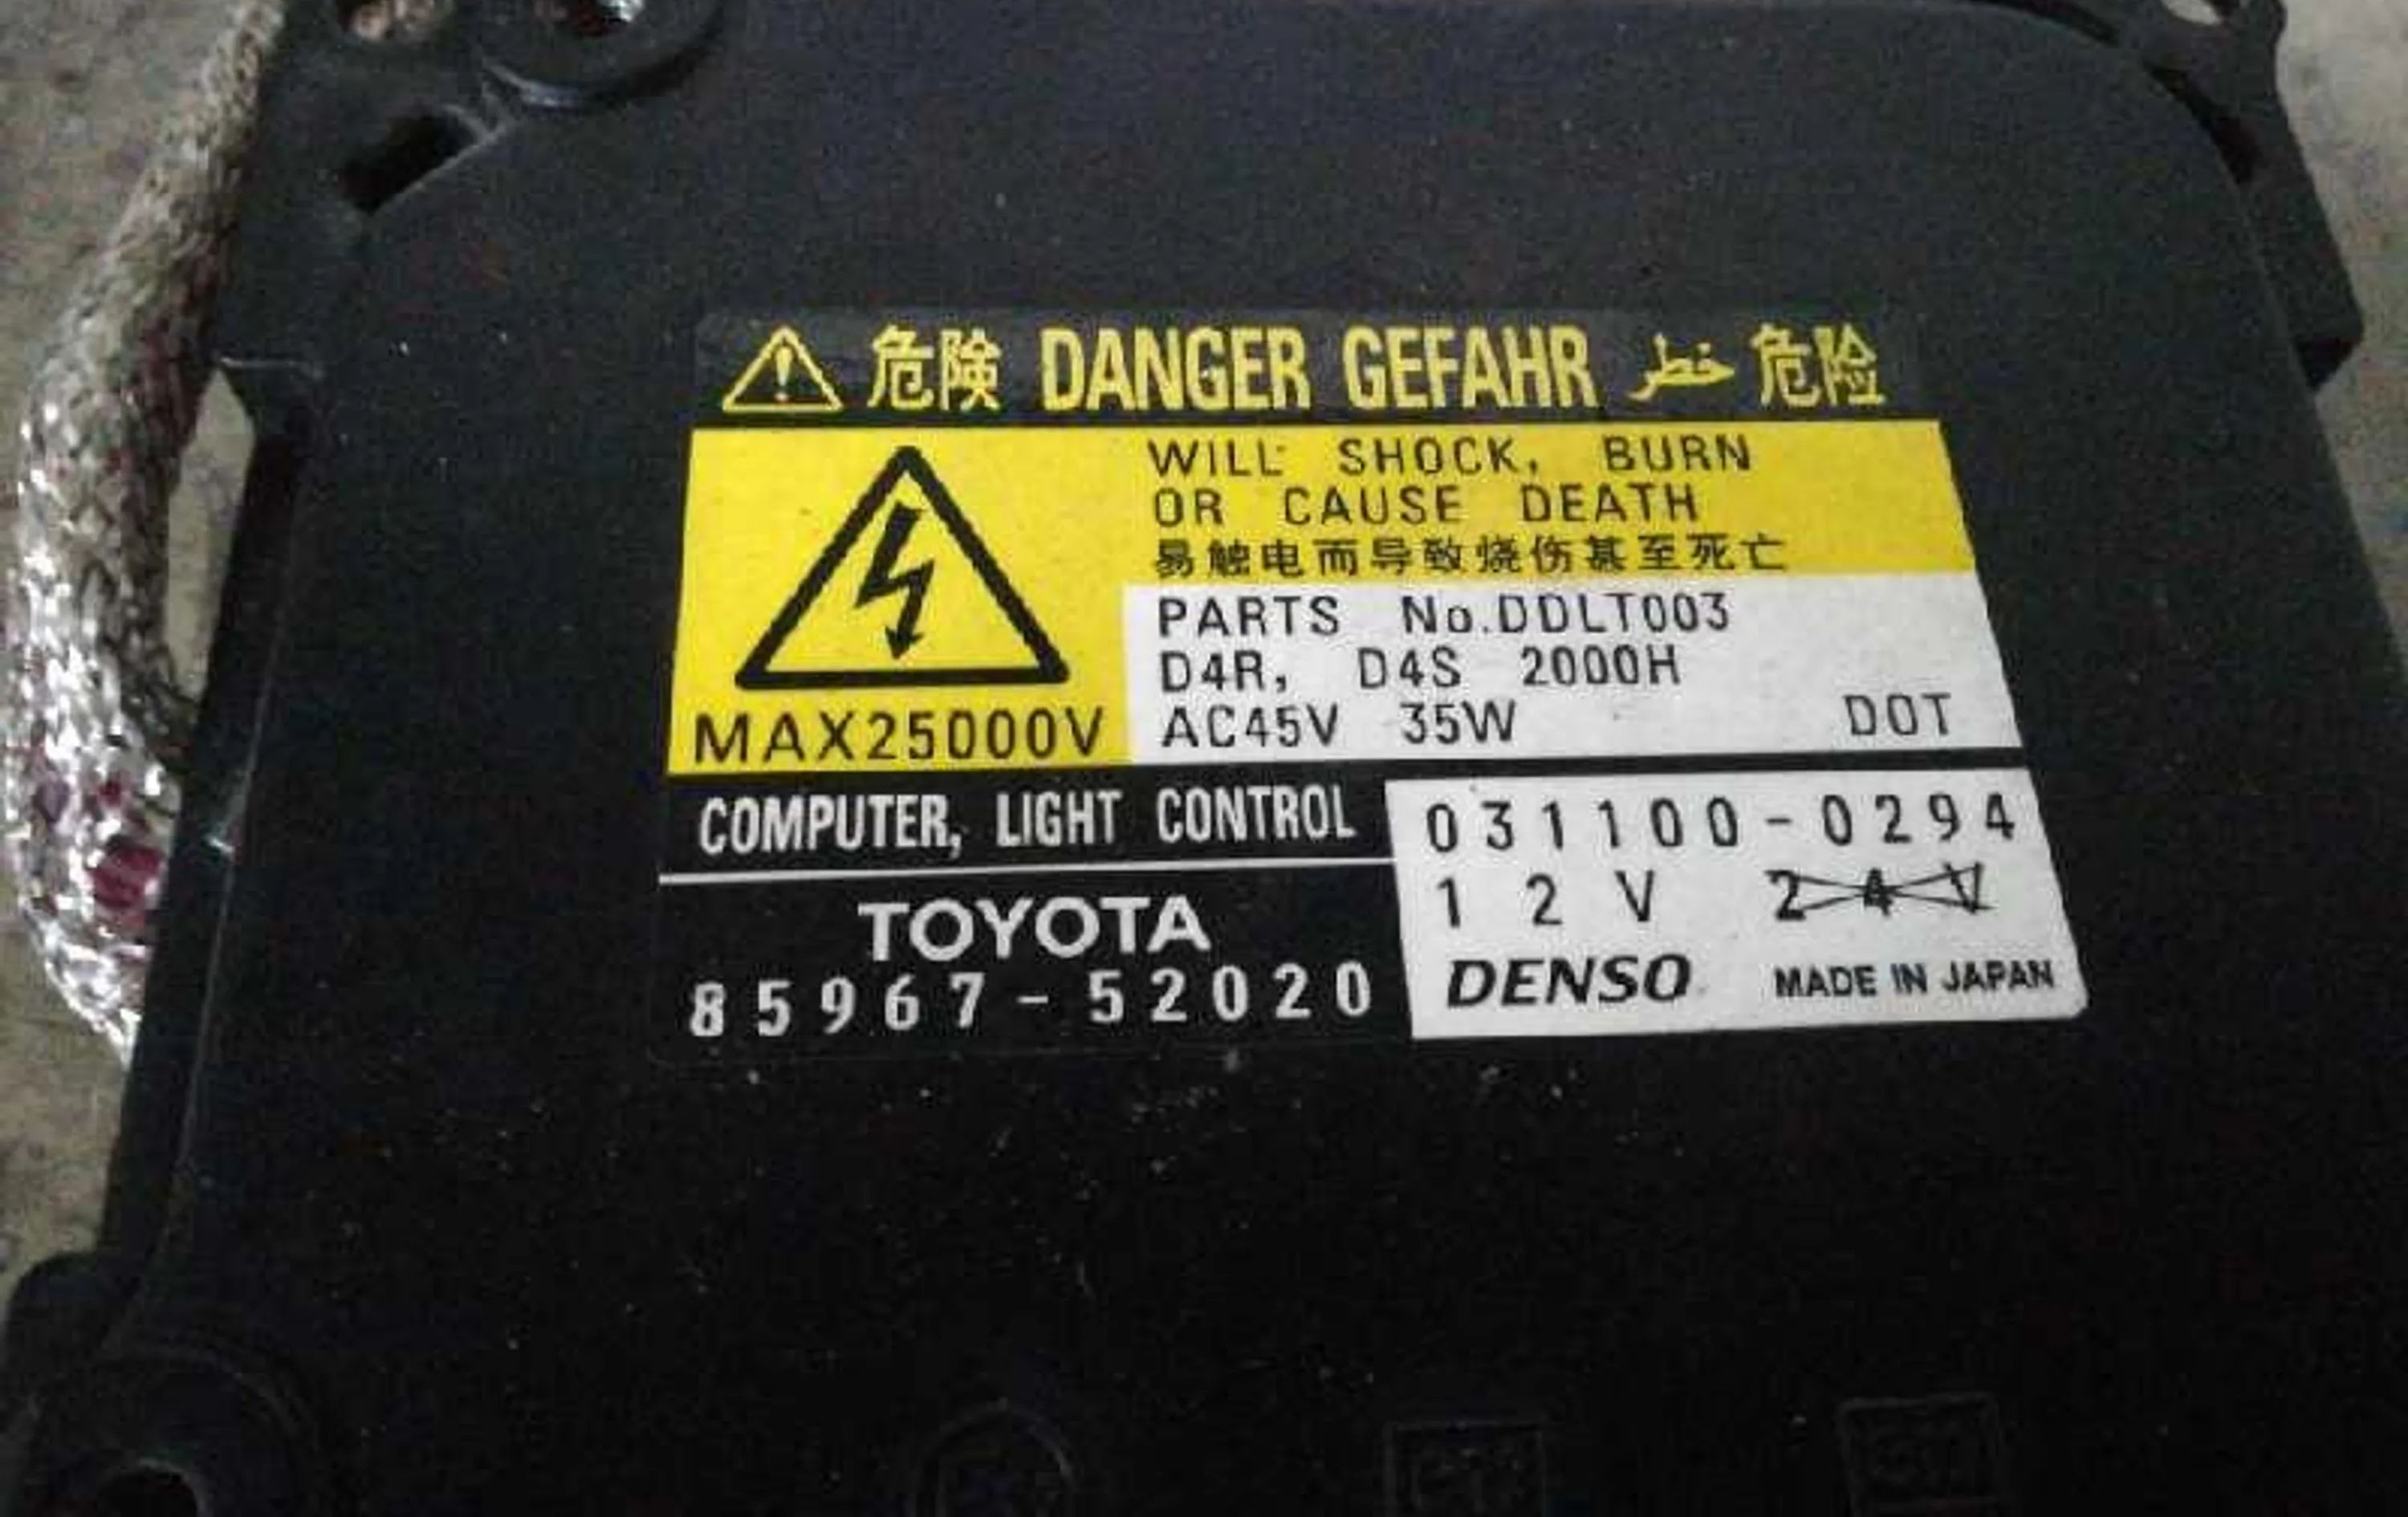 危険 DANGER GEFAHR خطر 危险
WILL SHOCK, BURN
OR CAUSE DEATH
易触电而导致烧伤甚至死亡
MAX25000V
PARTS No.DDLT003
D4R, D4S 2000H
AC45V 35W DOT
COMPUTER, LIGHT CONTROL
TOYOTA
85967-52020
031100-0294
12V 24V
DENSO MADE IN JAPAN